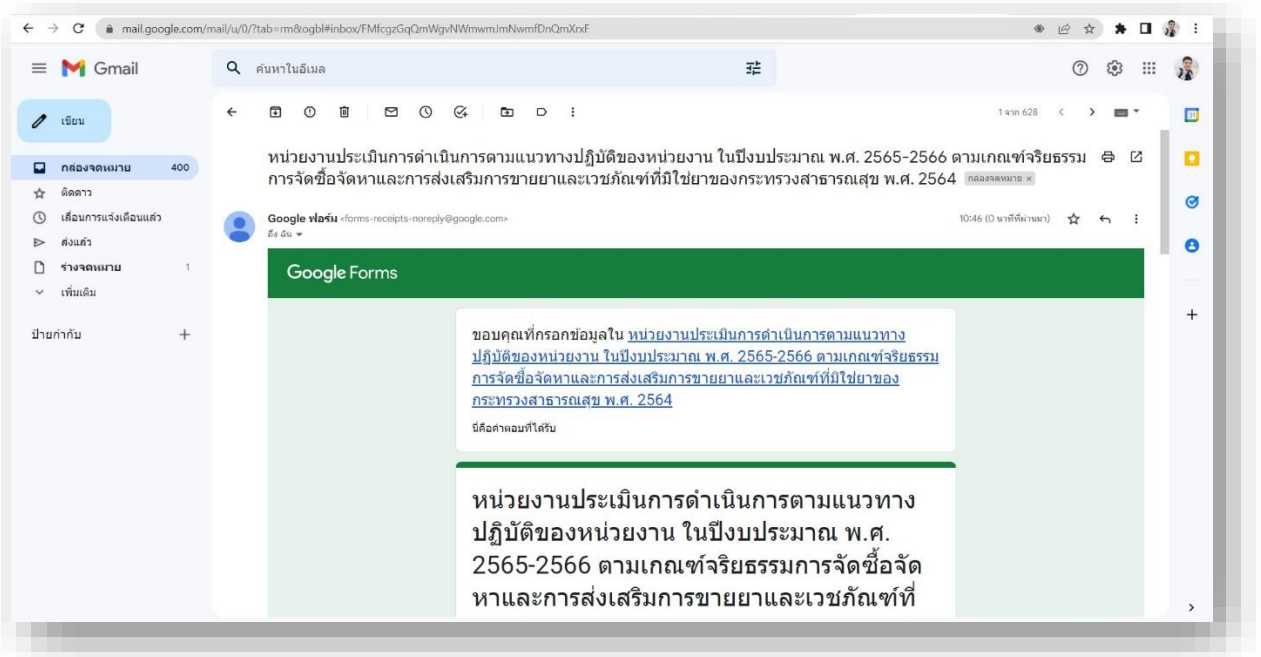 mail.google.com/mail/u/0/?tab=rm&ogbl#inbox/FMfcgzGqQmWgvNWmwmJmNwmfDnQmXrxF
Gmail
ค้นหาในอีเมล
เขียน
1 จาก 628
31
กล่องจดหมาย 400
ติดดาว
เลื่อนการแจ้งเตือนแล้ว
ส่งแล้ว
ร่างจดหมาย 1
เพิ่มเติม
ป้ายกำกับ
หน่วยงานประเมินการดำเนินการตามแนวทางปฏิบัติของหน่วยงาน ในปีงบประมาณ พ.ศ. 2565-2566 ตามเกณฑ์จริยธรรม
การจัดซื้อจัดหาและการส่งเสริมการขายยาและเวชภัณฑ์ที่มิใช่ยาของกระทรวงสาธารณสุข พ.ศ. 2564 กล่องจดหมาย ×
Google ฟอร์ม <forms-receipts-noreply@google.com> 10:46 (0 นาทีที่ผ่านมา)
ถึง ฉัน
Google Forms
ขอบคุณที่กรอกข้อมูลใน หน่วยงานประเมินการดำเนินการตามแนวทาง
ปฏิบัติของหน่วยงาน ในปีงบประมาณ พ.ศ. 2565-2566 ตามเกณฑ์จริยธรรม
การจัดซื้อจัดหาและการส่งเสริมการขายยาและเวชภัณฑ์ที่มิใช่ยาของ
กระทรวงสาธารณสุข พ.ศ. 2564
นี่คือคำตอบที่ได้รับ
หน่วยงานประเมินการดำเนินการตามแนวทาง
ปฏิบัติของหน่วยงาน ในปีงบประมาณ พ.ศ.
2565-2566 ตามเกณฑ์จริยธรรมการจัดซื้อจัด
หาและการส่งเสริมการขายยาและเวชภัณฑ์ที่